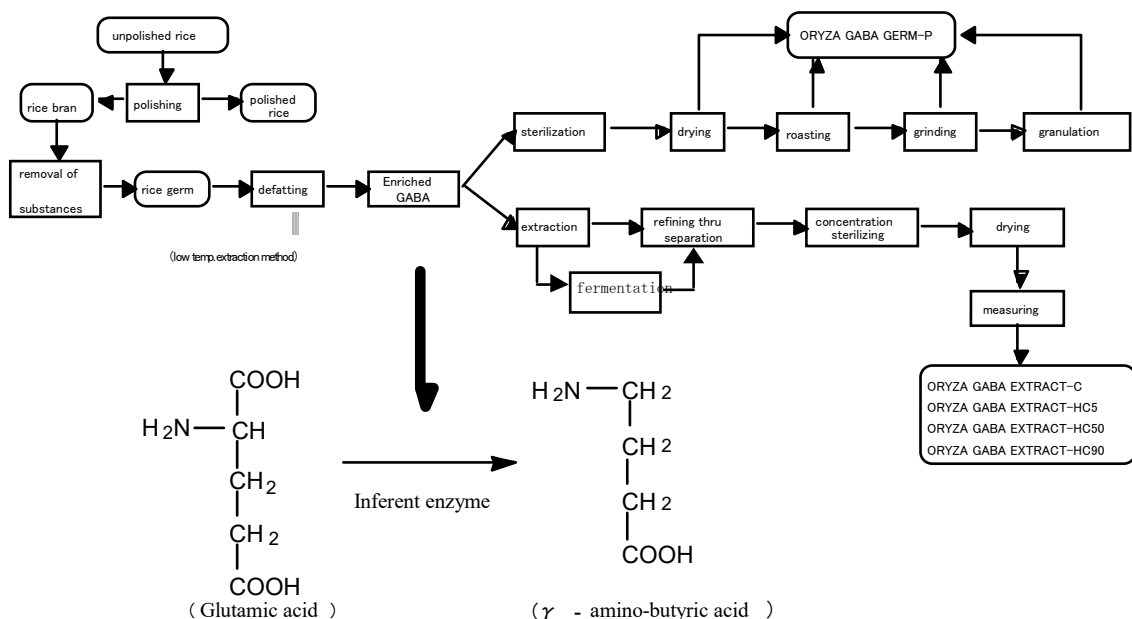 unpolished rice
ORYZA GABA GERM-P
rice bran
polishing
polished
rice
sterilization
drying
roasting
grinding
granulation
removal of
substances
rice germ
defatting
Enriched
GABA
(low temp.extraction method)
extraction
refining thru
separation
concentration
sterilizing
drying
fermentation
measuring
ORYZA GABA EXTRACT-C
ORYZA GABA EXTRACT-HC5
ORYZA GABA EXTRACT-HC50
ORYZA GABA EXTRACT-HC90
COOH
H₂N—CH
CH₂
CH₂
COOH
(Glutamic acid)
Inferent enzyme
H₂N—CH₂
CH₂
CH₂
COOH
(γ - amino-butyric acid )